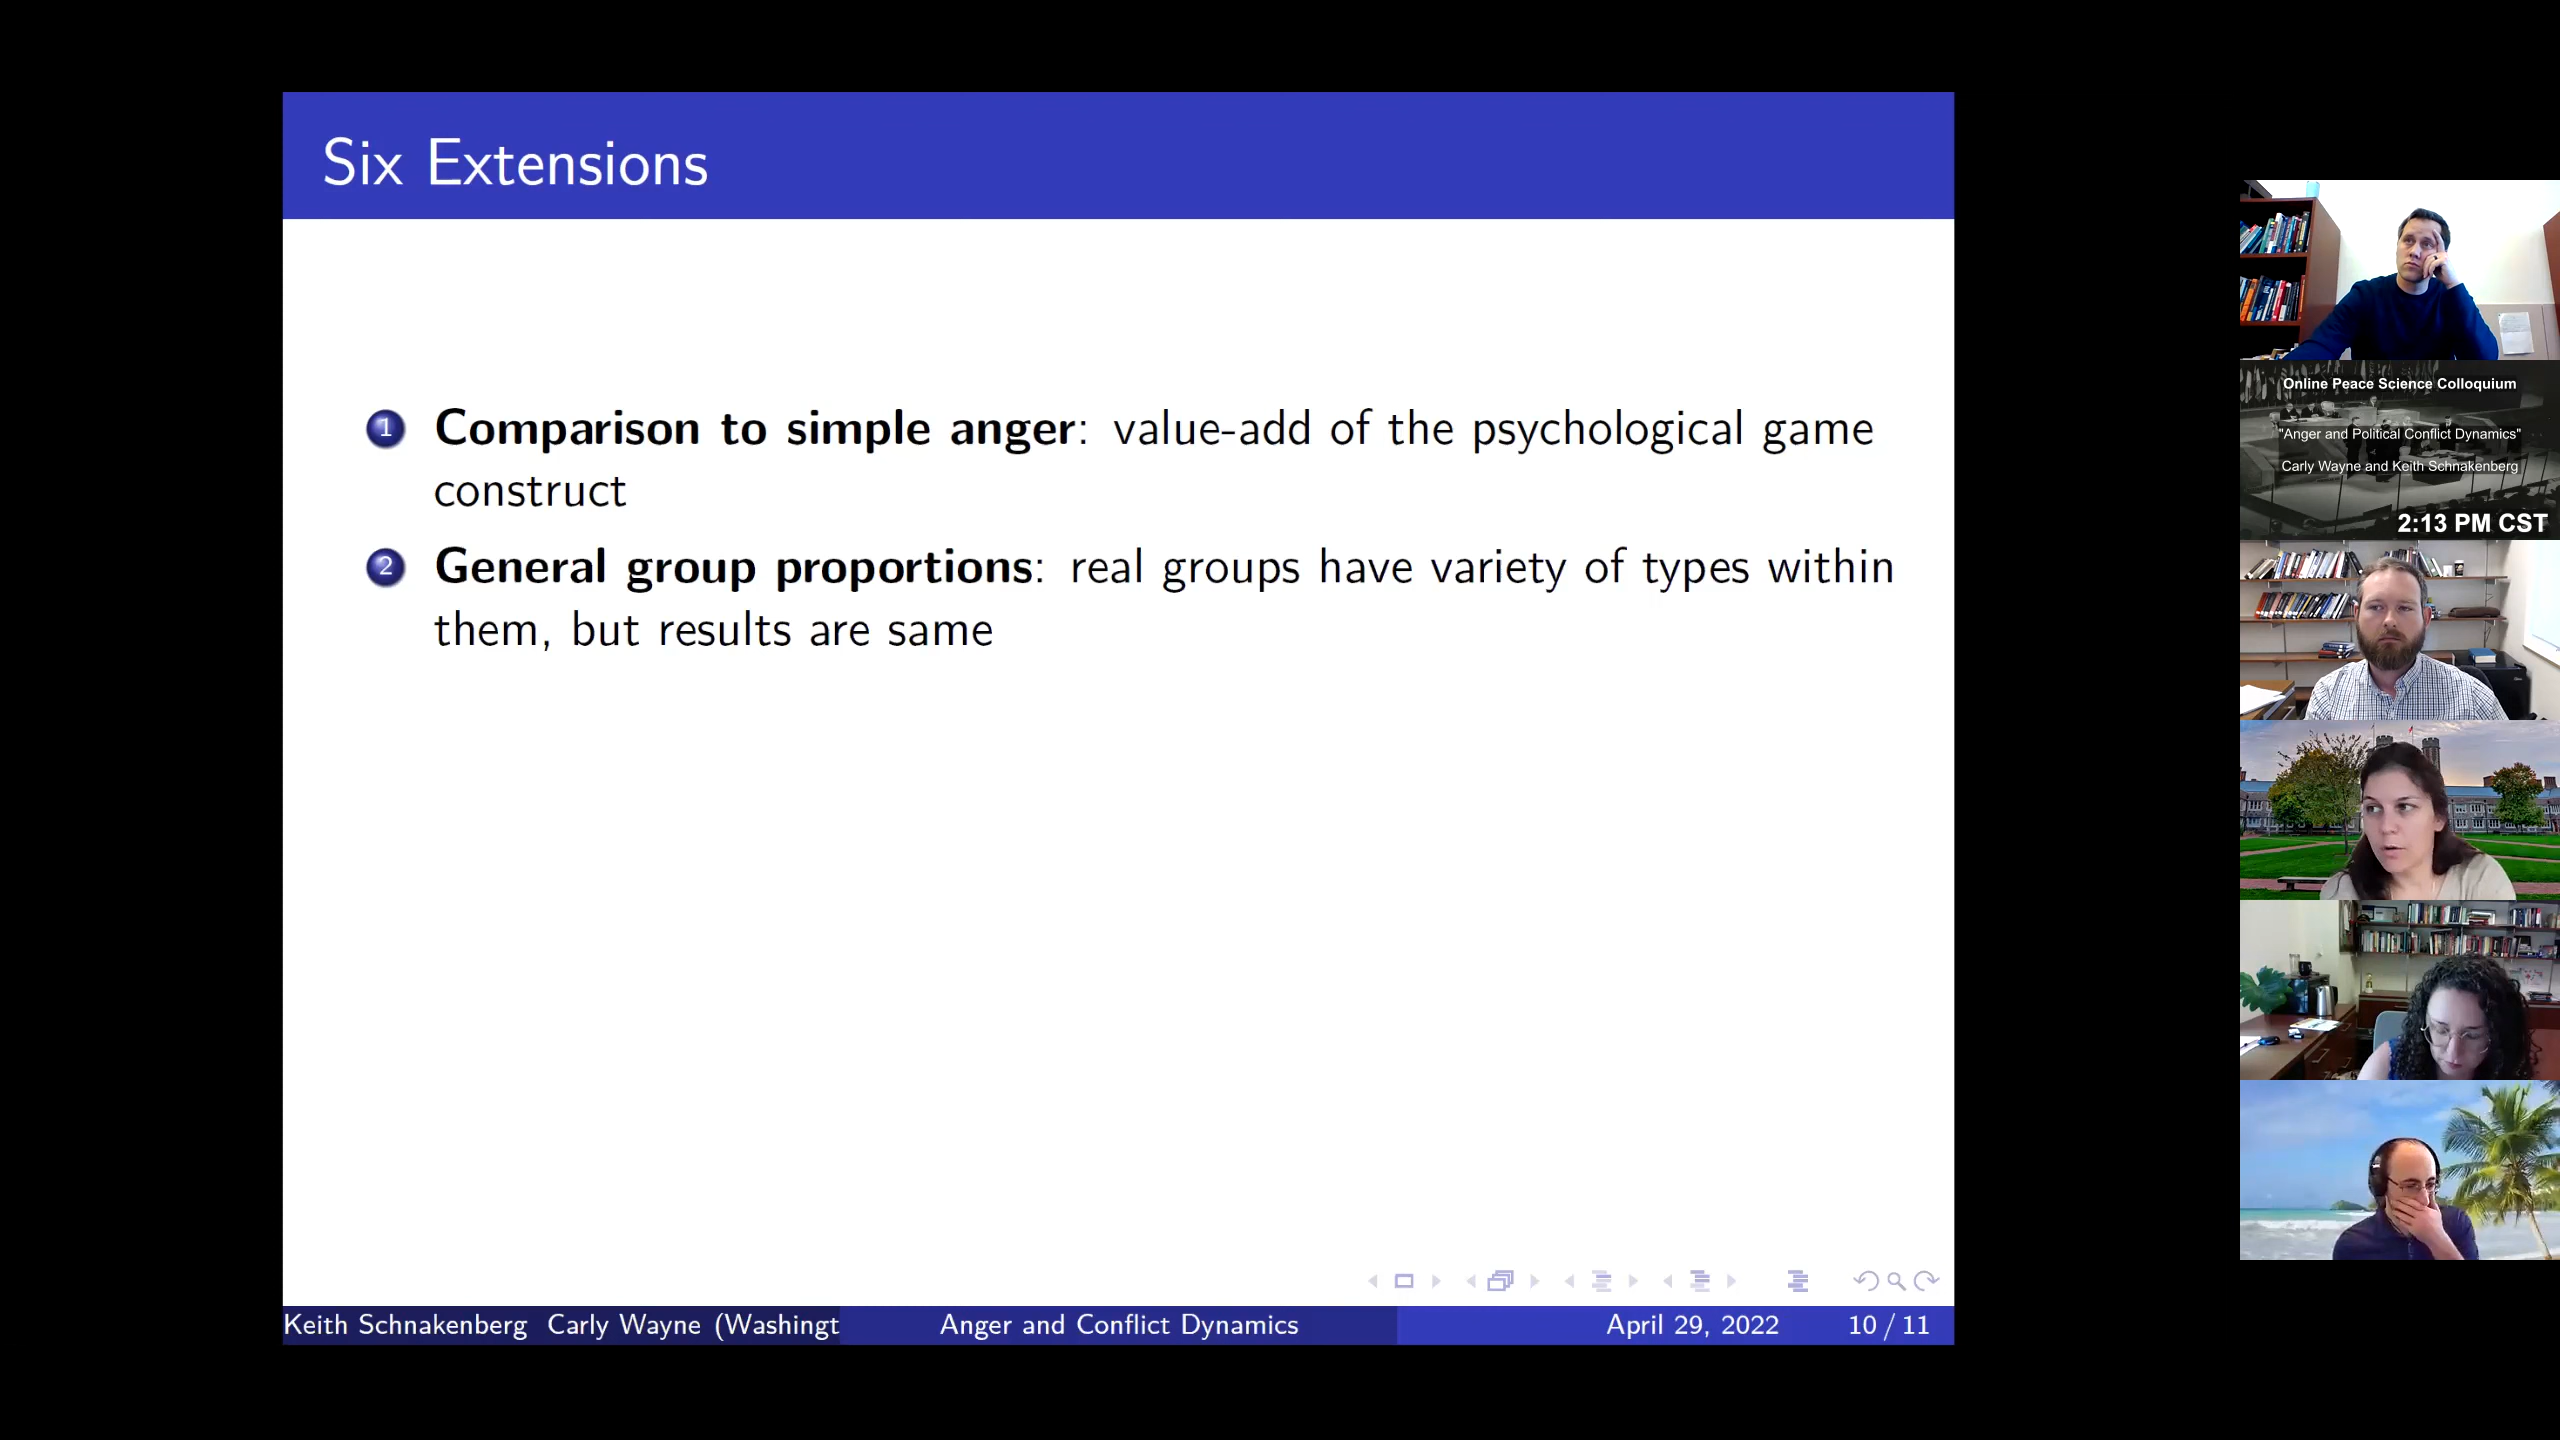 Six Extensions
1 Comparison to simple anger: value-add of the psychological game
construct
2 General group proportions: real groups have variety of types within
them, but results are same
Keith Schnakenberg Carly Wayne (Washingt
Anger and Conflict Dynamics
April 29, 2022
10 / 11
Online Peace Science Colloquium
"Anger and Political Conflict Dynamics"
Carly Wayne and Keith Schnakenberg
2:13 PM CST